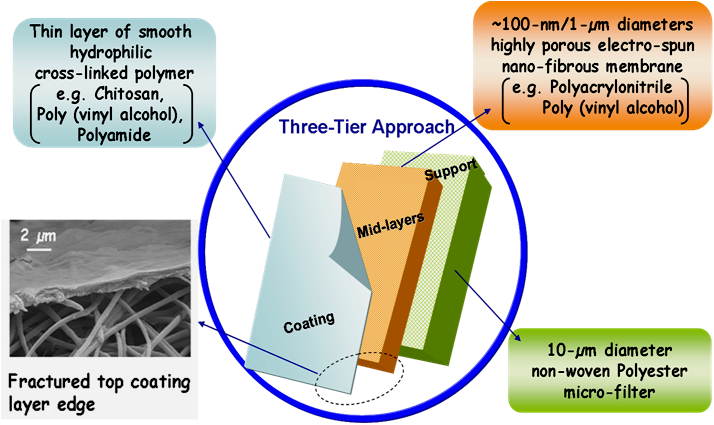 Thin layer of smooth
hydrophilic
cross-linked polymer
e.g. Chitosan,
Poly (vinyl alcohol),
Polyamide
~100-nm/1-µm diameters
highly porous electro-spun
nano-fibrous membrane
e.g. Polyacrylonitrile
Poly (vinyl alcohol)
Three-Tier Approach
Support
Mid-layers
Coating
2 µm
Fractured top coating
layer edge
10-µm diameter
non-woven Polyester
micro-filter